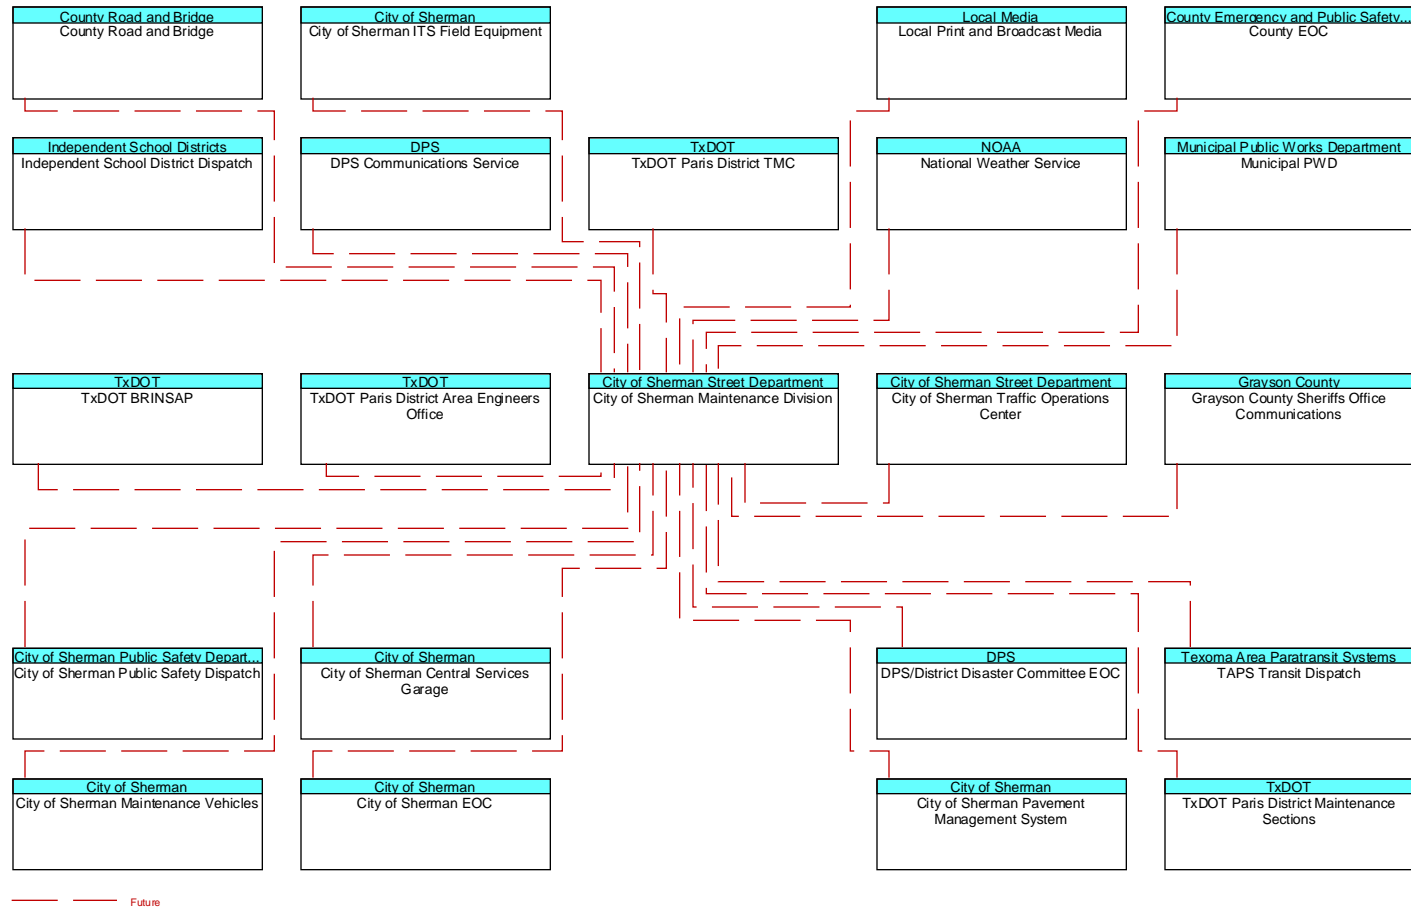 County Road and Bridge
County Road and Bridge
City of Sherman
City of Sherman ITS Field Equipment
Local Media
Local Print and Broadcast Media
County Emergency and Public Safety...
County EOC
Independent School Districts
Independent School District Dispatch
DPS
DPS Communications Service
TxDOT
TxDOT Paris District TMC
NOAA
National Weather Service
Municipal Public Works Department
Municipal PWD
TxDOT
TxDOT BRINSAP
TxDOT
TxDOT Paris District Area Engineers
Office
City of Sherman Street Department
City of Sherman Maintenance Division
City of Sherman Street Department
City of Sherman Traffic Operations
Center
Grayson County
Grayson County Sheriffs Office
Communications
City of Sherman Public Safety Depart...
City of Sherman Public Safety Dispatch
City of Sherman
City of Sherman Central Services
Garage
DPS
DPS/District Disaster Committee EOC
Texoma Area Paratransit Systems
TAPS Transit Dispatch
City of Sherman
City of Sherman Maintenance Vehicles
City of Sherman
City of Sherman EOC
City of Sherman
City of Sherman Pavement
Management System
TxDOT
TxDOT Paris District Maintenance
Sections
Future